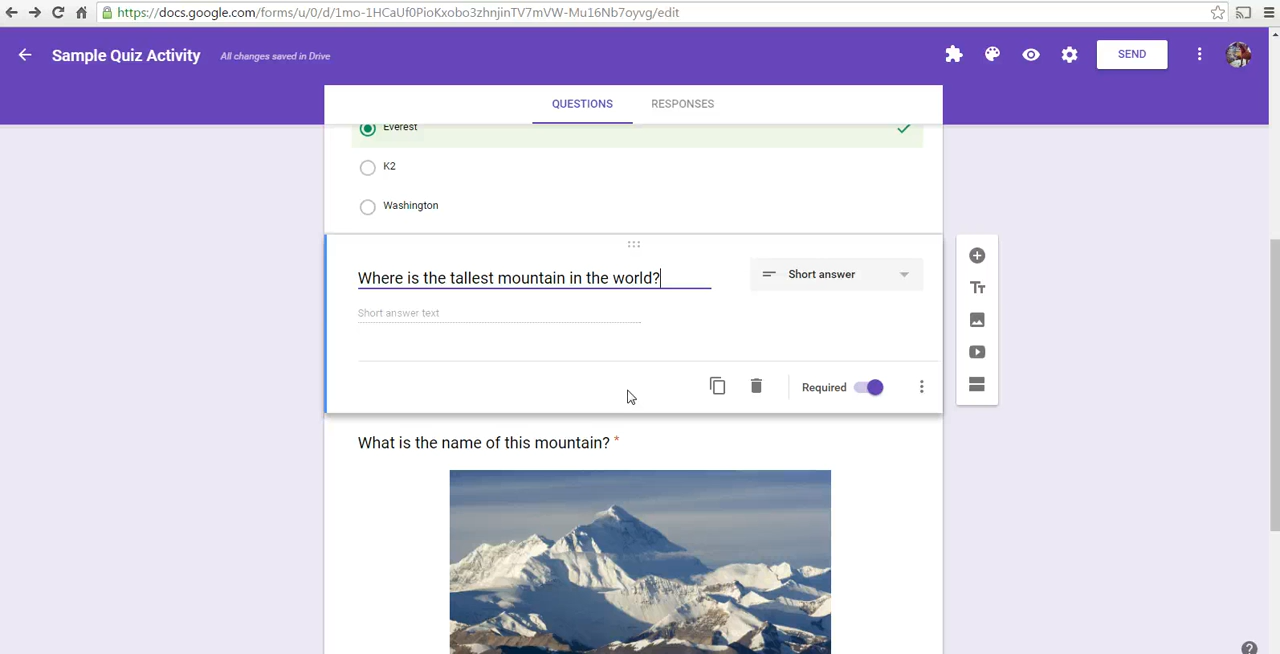 https://docs.google.com/forms/u/0/d/1mo-1HCaUf0PioKxobo3zhnjinTV7mVW-Mu16Nb7oyvg/edit
Sample Quiz Activity
All changes saved in Drive
SEND
QUESTIONS
RESPONSES
Everest
K2
Washington
Where is the tallest mountain in the world?
Short answer
Short answer text
Required
Tт
What is the name of this mountain? *
?